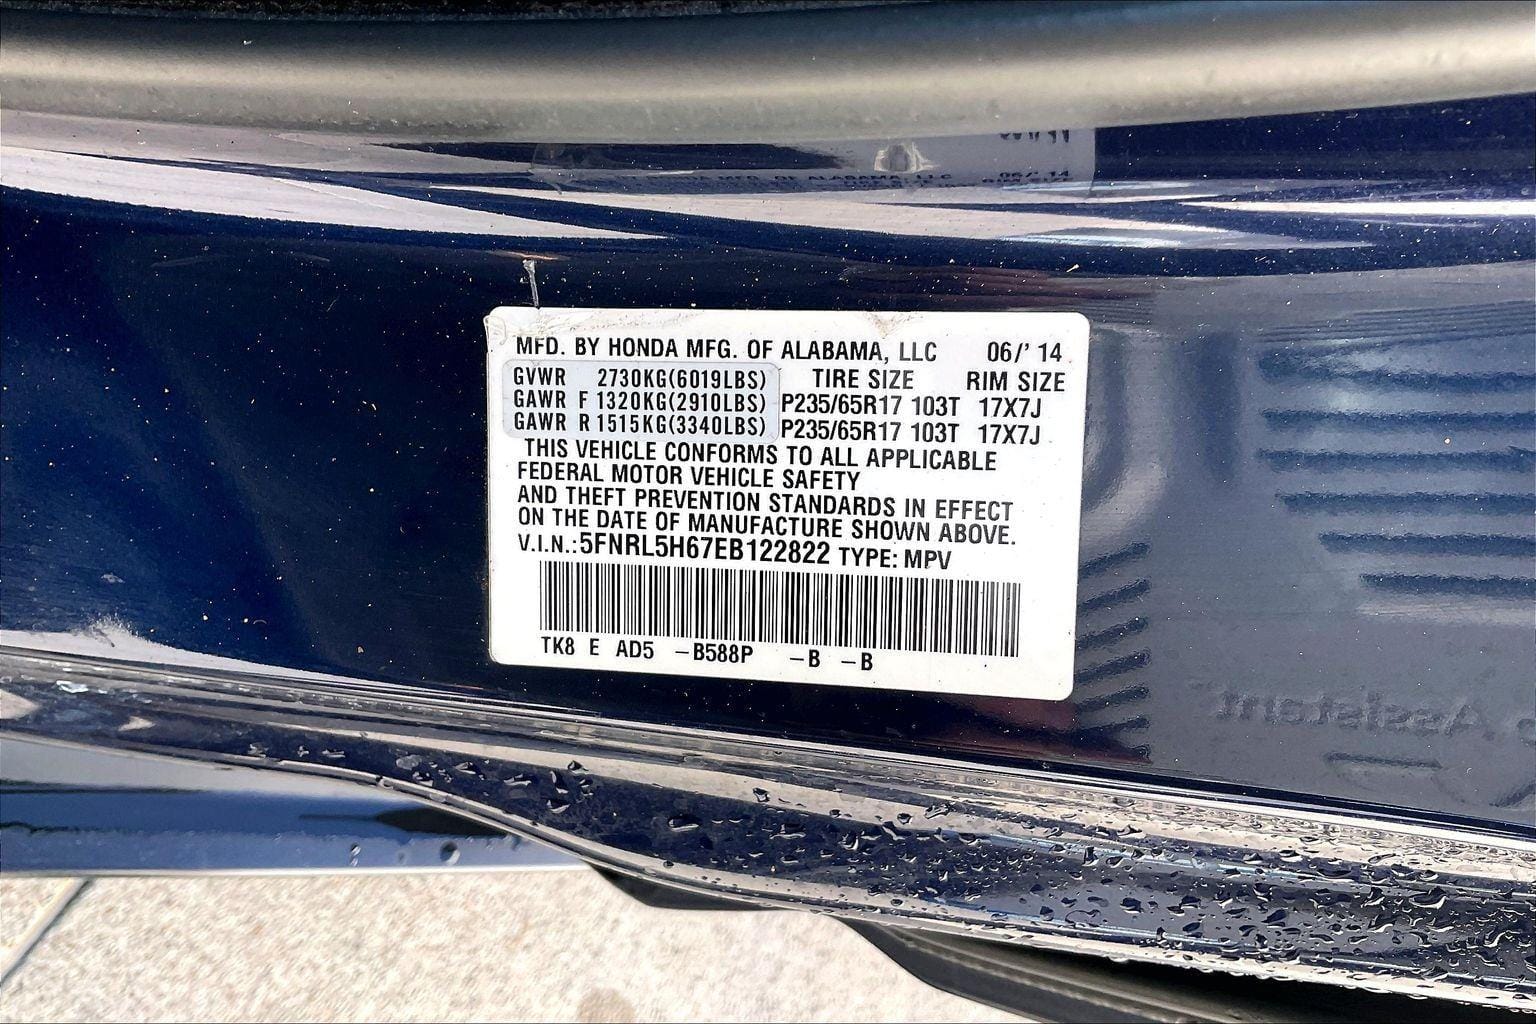 MFD. BY HONDA MFG. OF ALABAMA, LLC 06/' 14
GVWR 2730KG(6019LBS) TIRE SIZE RIM SIZE
GAWR F 1320KG(2910LBS) P235/65R17 103T 17X7J
GAWR R 1515KG(3340LBS) P235/65R17 103T 17X7J
THIS VEHICLE CONFORMS TO ALL APPLICABLE
FEDERAL MOTOR VEHICLE SAFETY
AND THEFT PREVENTION STANDARDS IN EFFECT
ON THE DATE OF MANUFACTURE SHOWN ABOVE.
V.I.N.:5FNRL5H67EB122822 TYPE: MPV
TK8 E AD5 -B588P -B -B
Assistant